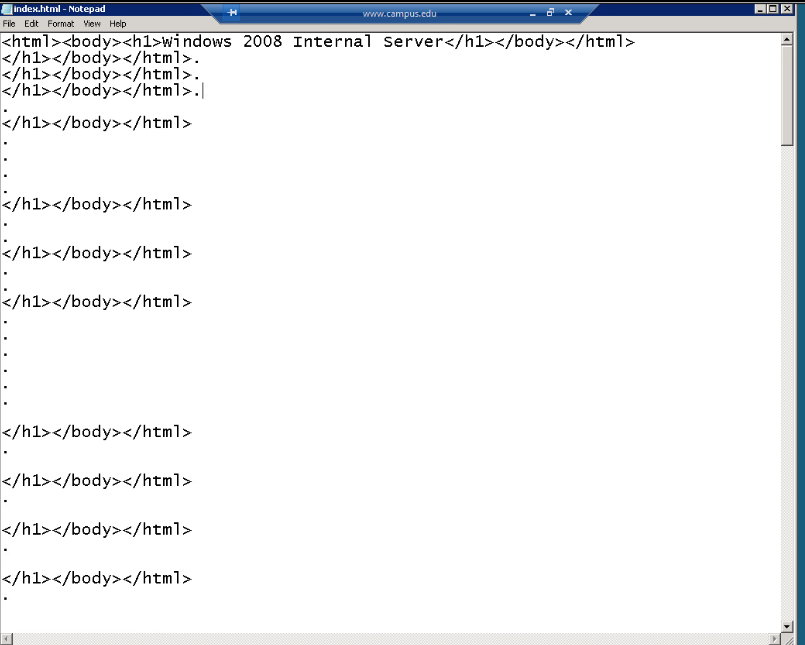 index.html - Notepad
www.campus.edu
File Edit Format View Help
<html><body><h1>Windows 2008 Internal Server</h1></body></html>
</h1></body></html>.
</h1></body></html>.
</h1></body></html>.
.
</h1></body></html>
.
.
.
.
</h1></body></html>
.
.
</h1></body></html>
.
.
</h1></body></html>
.
.
.
.
.
.
</h1></body></html>
.
</h1></body></html>
.
</h1></body></html>
.
</h1></body></html>
.